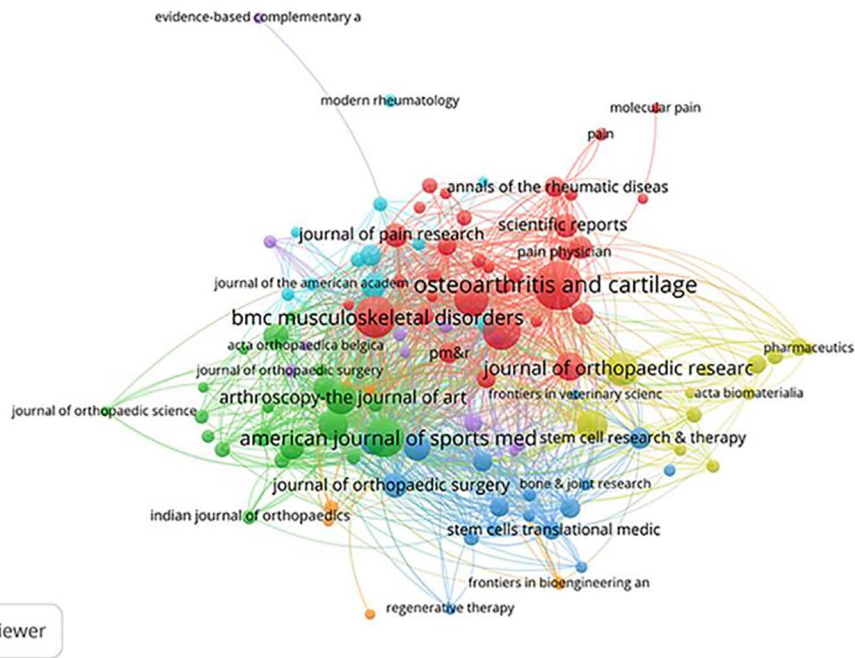 evidence-based complementary a
modern rheumatology
molecular pain
pain
annals of the rheumatic diseas
scientific reports
journal of pain research
pain physician
journal of the american academ
osteoarthritis and cartilage
bmc musculoskeletal disorders
acta orthopaedica belgica
pm&r
pharmaceutics
journal of orthopaedic surgery
journal of orthopaedic researc
arthroscopy-the journal of art
frontiers in veterinary scienc
acta biomaterialia
journal of orthopaedic science
american journal of sports med
stem cell research & therapy
journal of orthopaedic surgery
bone & joint research
indian journal of orthopaedics
stem cells translational medic
frontiers in bioengineering an
regenerative therapy
iewer